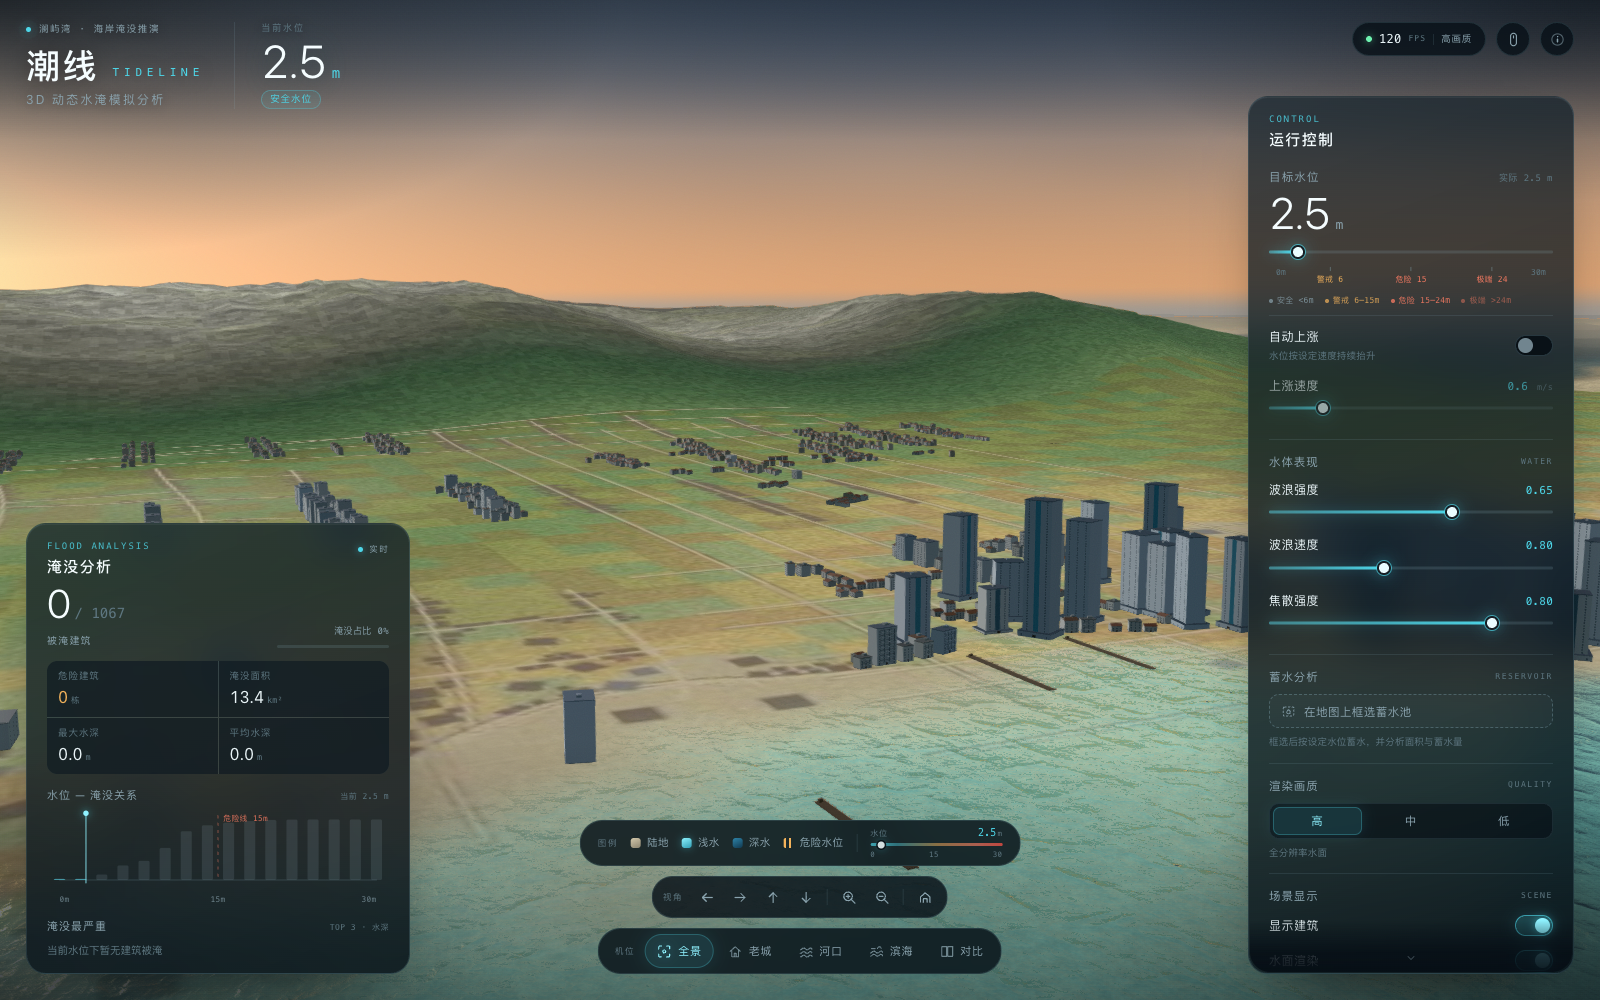 潮屿湾 · 海岸淹没推演
潮线 TIDELINE
3D 动态水淹模拟分析
当前水位
2.5 m
安全水位
120 FPS 高画质
CONTROL
运行控制
目标水位 实际 2.5 m
2.5 m
0m 警戒 6 危险 15 极端 24 30m
安全 <6m 警戒 6—15m 危险 15—24m 极端 >24m
自动上涨
水位按设定速度持续抬升
上涨速度 0.6 m/s
水体表现 WATER
波浪强度 0.65
波浪速度 0.80
焦散强度 0.80
蓄水分析 RESERVOIR
在地图上框选蓄水池
框选后按设定水位蓄水，并分析面积与蓄水量
渲染画质 QUALITY
高 中 低
全分辨率水面
场景显示 SCENE
显示建筑
水面渲染
FLOOD ANALYSIS
实时
淹没分析
0 / 1067
被淹建筑 淹没占比 0%
危险建筑
0 栋
淹没面积
13.4 km²
最大水深
0.0 m
平均水深
0.0 m
水位 — 淹没关系 当前 2.5 m
危险线 15m
0m 15m 30m
淹没最严重 TOP 3 · 水深
当前水位下暂无建筑被淹
图例 陆地 浅水 深水 危险水位
水位 2.5m
0 15 30
视角
机位 全景 老城 河口 滨海 对比